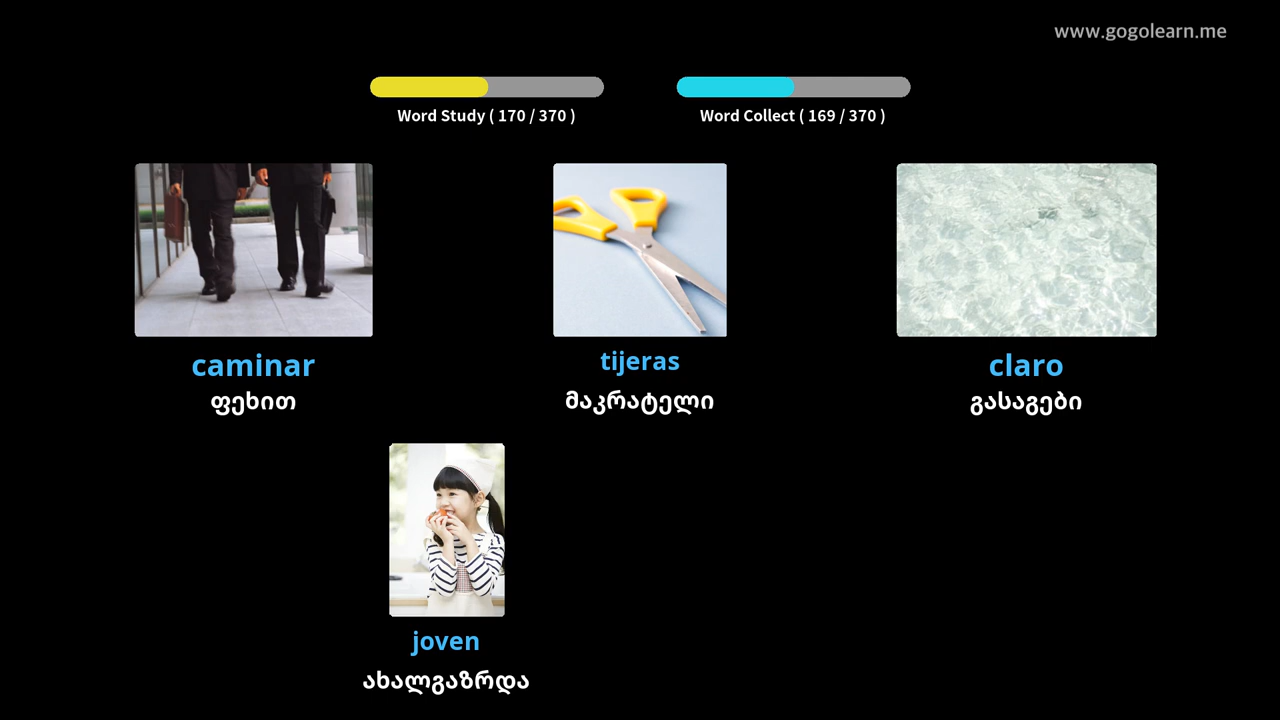 www.gogolearn.me
Word Study ( 170 / 370 )
Word Collect ( 169 / 370 )
caminar
ფეხით
tijeras
მაკრატელი
claro
გასაგები
joven
ახალგაზრდა